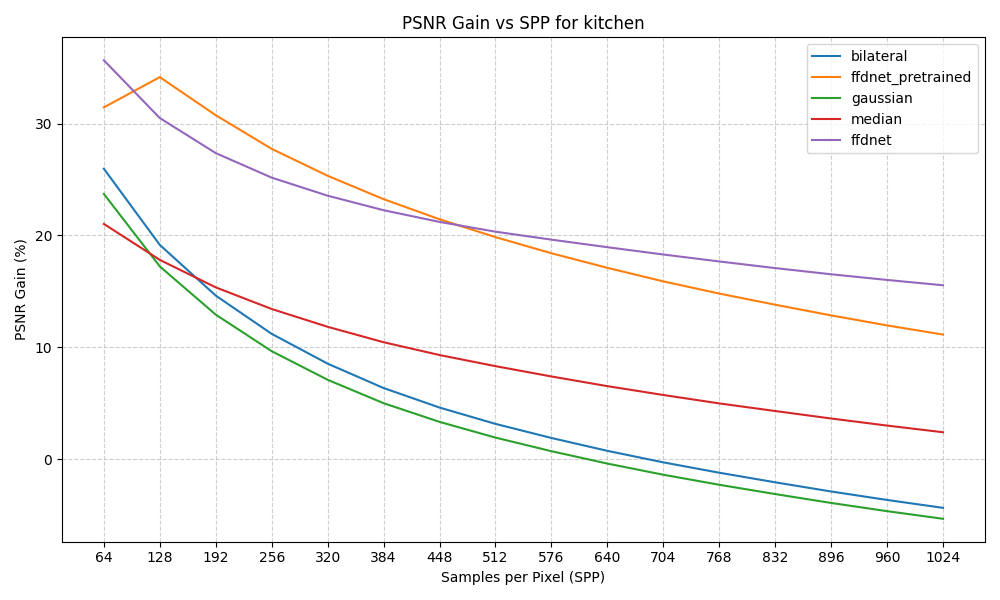 PSNR Gain vs SPP for kitchen
bilateral
ffdnet_pretrained
gaussian
median
ffdnet
PSNR Gain (%)
30
20
10
0
64 128 192 256 320 384 448 512 576 640 704 768 832 896 960 1024
Samples per Pixel (SPP)